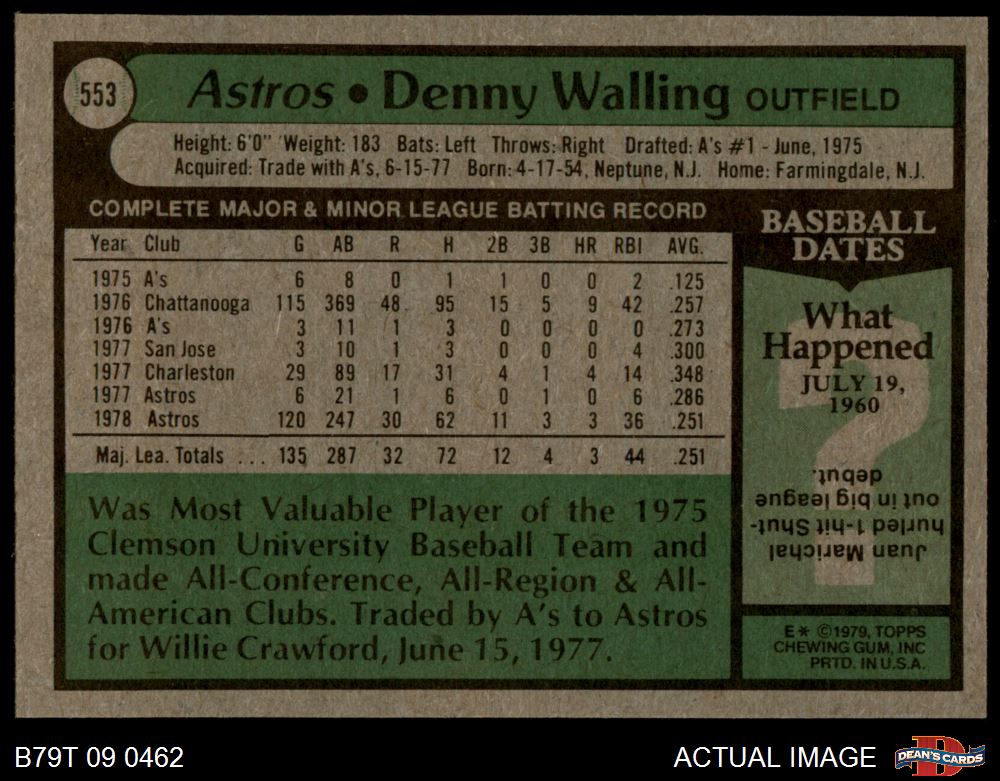 553
Astros • Denny Walling OUTFIELD
Height: 6'0" Weight: 183 Bats: Left Throws: Right Drafted: A's #1 - June, 1975
Acquired: Trade with A's, 6-15-77 Born: 4-17-54, Neptune, N.J. Home: Farmingdale, N.J.
COMPLETE MAJOR & MINOR LEAGUE BATTING RECORD
Year Club G AB R H 2B 3B HR RBI AVG.
1975 A's 6 8 0 1 1 0 0 2 .125
1976 Chattanooga 115 369 48 95 15 5 9 42 .257
1976 A's 3 11 1 3 0 0 0 0 .273
1977 San Jose 3 10 1 3 0 0 0 4 .300
1977 Charleston 29 89 17 31 4 1 4 14 .348
1977 Astros 6 21 1 6 0 1 0 6 .286
1978 Astros 120 247 30 62 11 3 3 36 .251
Maj. Lea. Totals ... 135 287 32 72 12 4 3 44 .251
Was Most Valuable Player of the 1975
Clemson University Baseball Team and
made All-Conference, All-Region & All-
American Clubs. Traded by A's to Astros
for Willie Crawford, June 15, 1977.
BASEBALL
DATES
What
Happened
JULY 19,
1960
?
Juan Marichal
hurled 1-hit Shut-
out in big league
debut.
E* ©1979, TOPPS
CHEWING GUM, INC
PRTD. IN U.S.A.
B79T 09 0462
ACTUAL IMAGE
D
DEAN'S CARDS